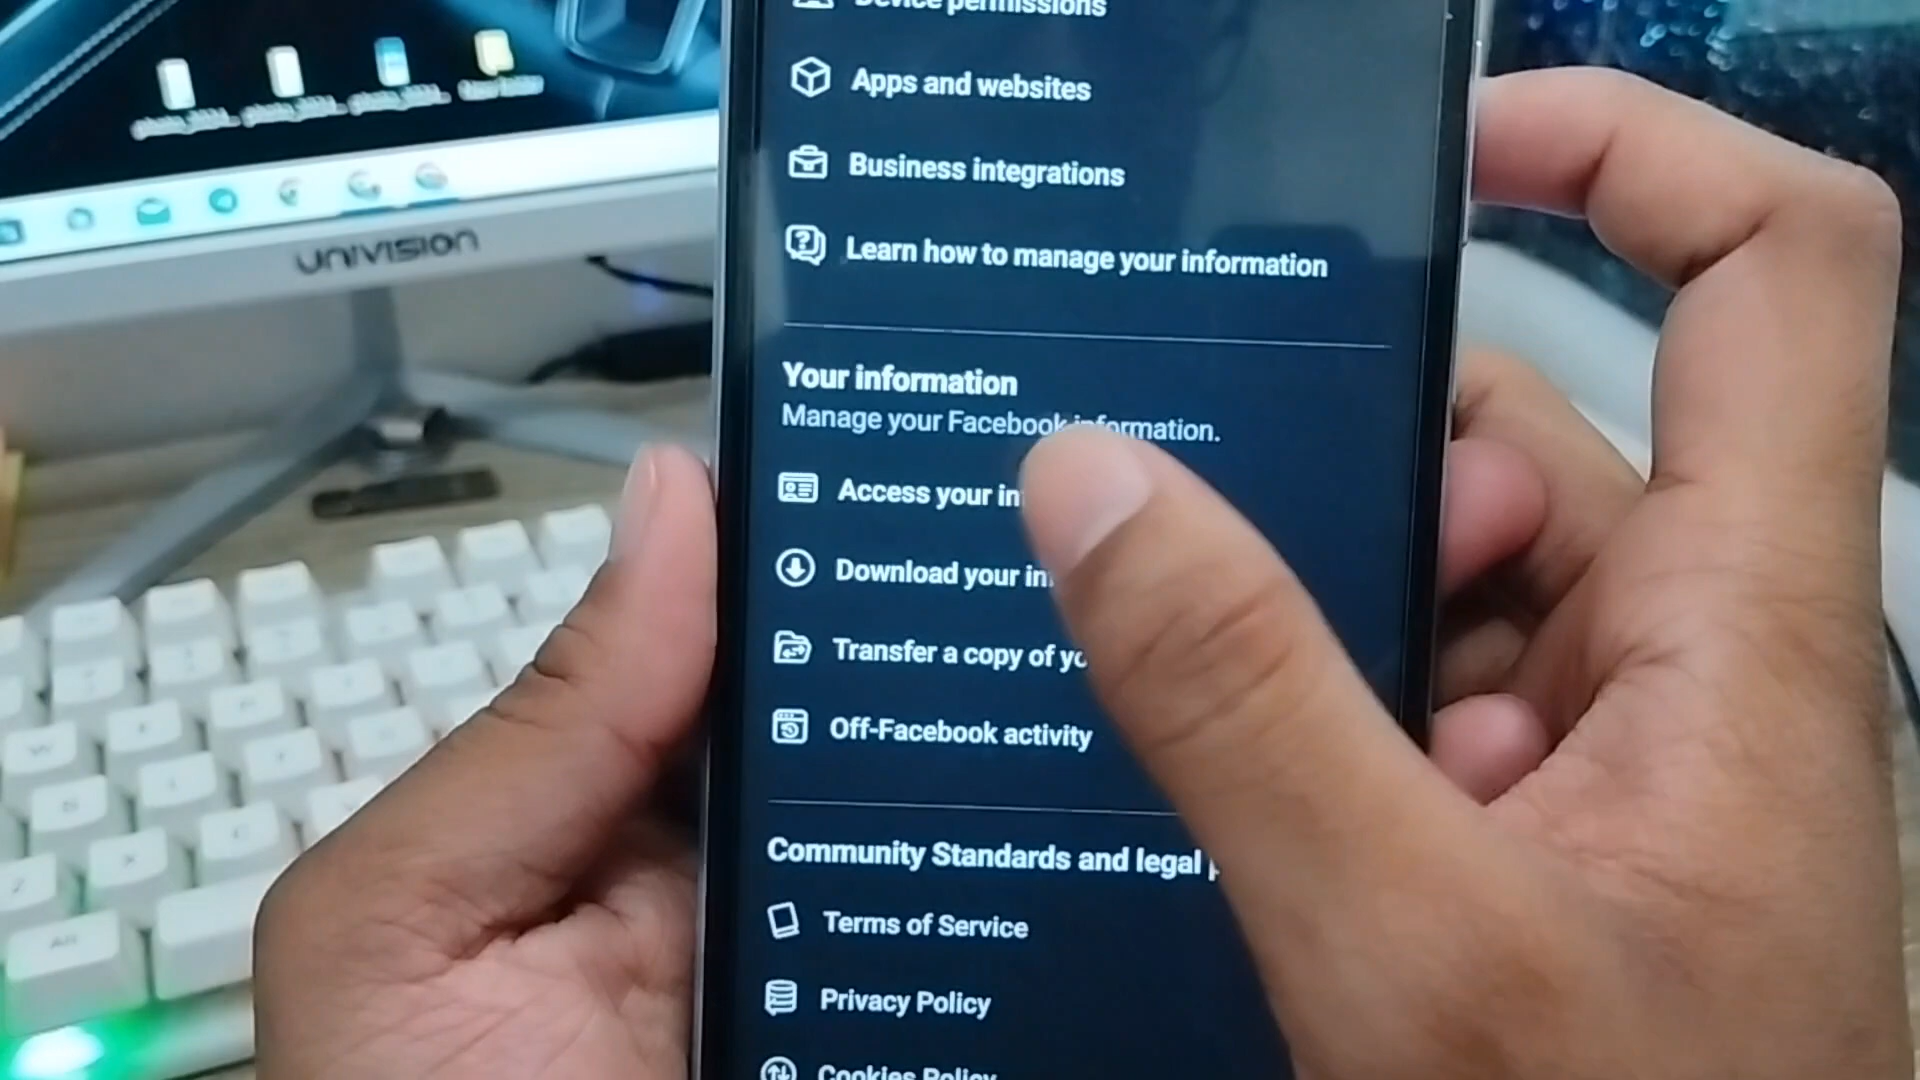 Device permissions
Apps and websites
Business integrations
Learn how to manage your information
Your information
Manage your Facebook information.
Access your in
Download your in
Transfer a copy of yo
Off-Facebook activity
Community Standards and legal
Terms of Service
Privacy Policy
Cookies Policy
UNIVISION
Alt